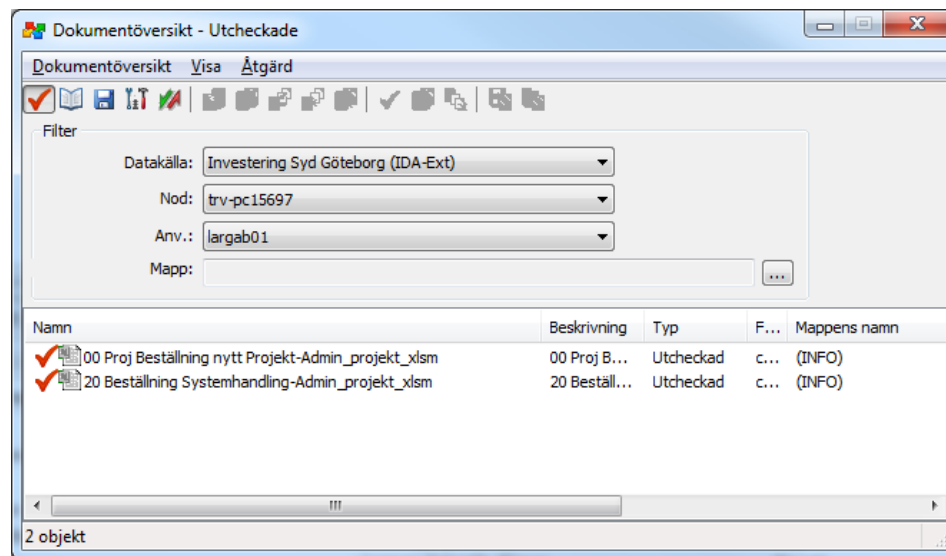 Dokumentöversikt - Utcheckade
Dokumentöversikt Visa Åtgärd
Filter
Datakälla: Investering Syd Göteborg (IDA-Ext)
Nod: trv-pc15697
Anv.: largab01
Mapp: ...
Namn Beskrivning Typ F... Mappens namn
00 Proj Beställning nytt Projekt-Admin_projekt_xlsm 00 Proj B... Utcheckad c... (INFO)
20 Beställning Systemhandling-Admin_projekt_xlsm 20 Beställ... Utcheckad c... (INFO)
2 objekt